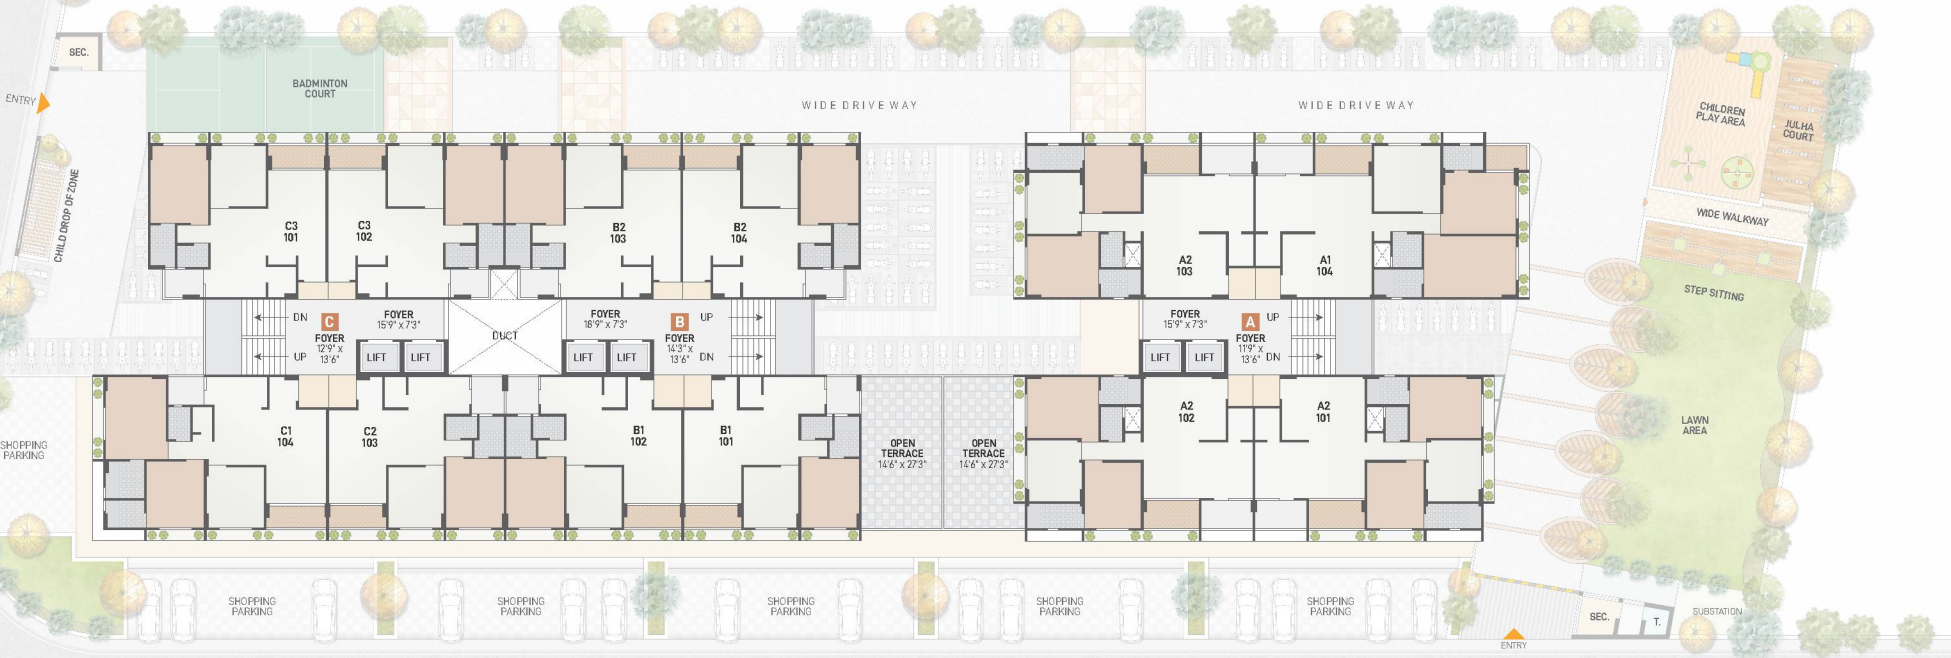 SEC.
BADMINTON
COURT
ENTRY
WIDE DRIVE WAY
WIDE DRIVE WAY
CHILDREN
PLAY AREA
JULHA
COURT
CHILD DROP OF ZONE
WIDE WALKWAY
STEP SITTING
C3
101
C3
102
B2
103
B2
104
A2
103
A1
104
DN
UP
C
FOYER
12'9" x
13'6"
FOYER
15'9" x 7'3"
LIFT
LIFT
DUCT
FOYER
18'9" x 7'3"
LIFT
LIFT
B
FOYER
14'3" x
13'6"
UP
DN
FOYER
15'9" x 7'3"
LIFT
LIFT
A
FOYER
11'9" x
13'6"
UP
DN
C1
104
C2
103
B1
102
B1
101
OPEN
TERRACE
14'6" x 27'3"
OPEN
TERRACE
14'6" x 27'3"
A2
102
A2
101
LAWN
AREA
SHOPPING
PARKING
SHOPPING
PARKING
SHOPPING
PARKING
SHOPPING
PARKING
SHOPPING
PARKING
SHOPPING
PARKING
SEC.
T.
SUBSTATION
ENTRY